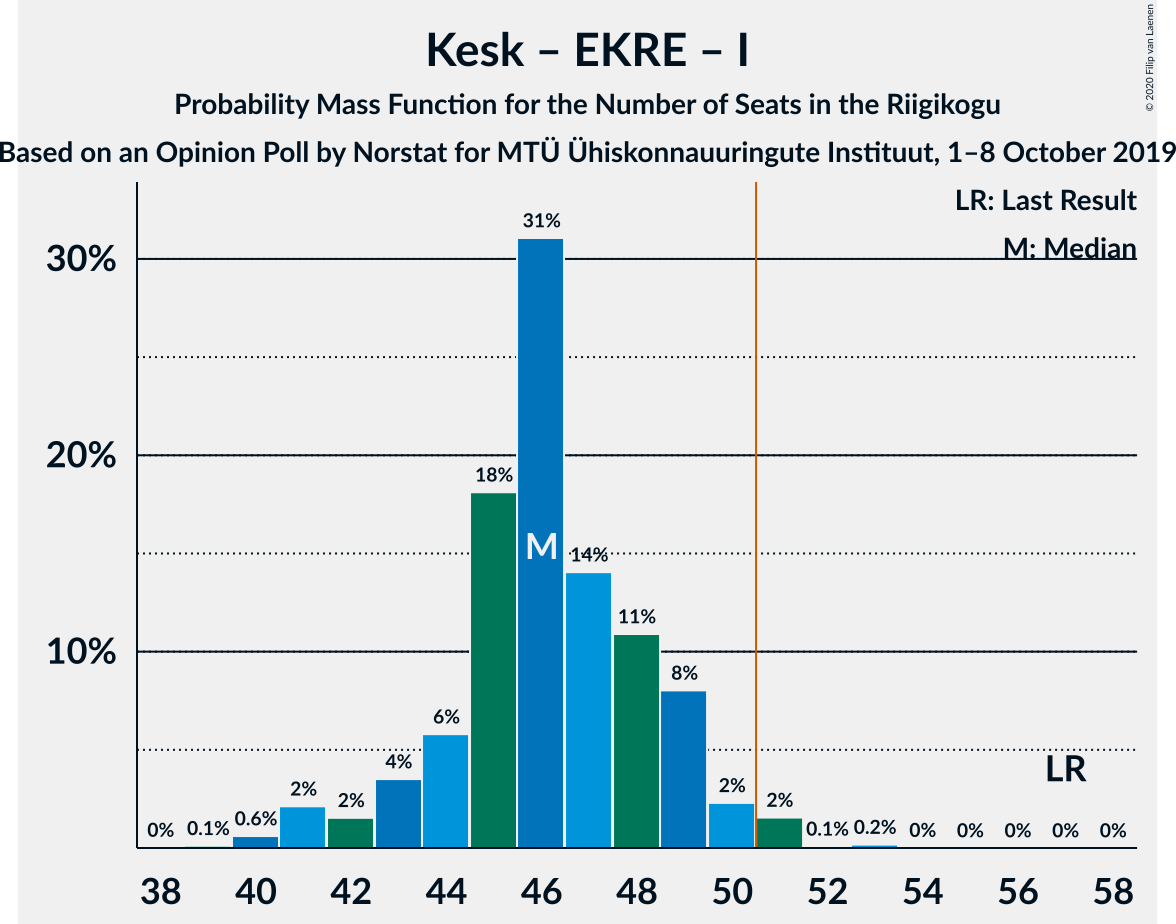 Kesk – EKRE – I
Probability Mass Function for the Number of Seats in the Riigikogu
Based on an Opinion Poll by Norstat for MTÜ Ühiskonnauuringute Instituut, 1–8 October 2019
© 2020 Filip van Laenen
LR: Last Result
M: Median
30%
20%
10%
0%
0.1%
0.6%
2%
2%
4%
6%
18%
31%
14%
11%
8%
2%
2%
0.1%
0.2%
0%
0%
0%
0%
0%
M
LR
38 40 42 44 46 48 50 52 54 56 58